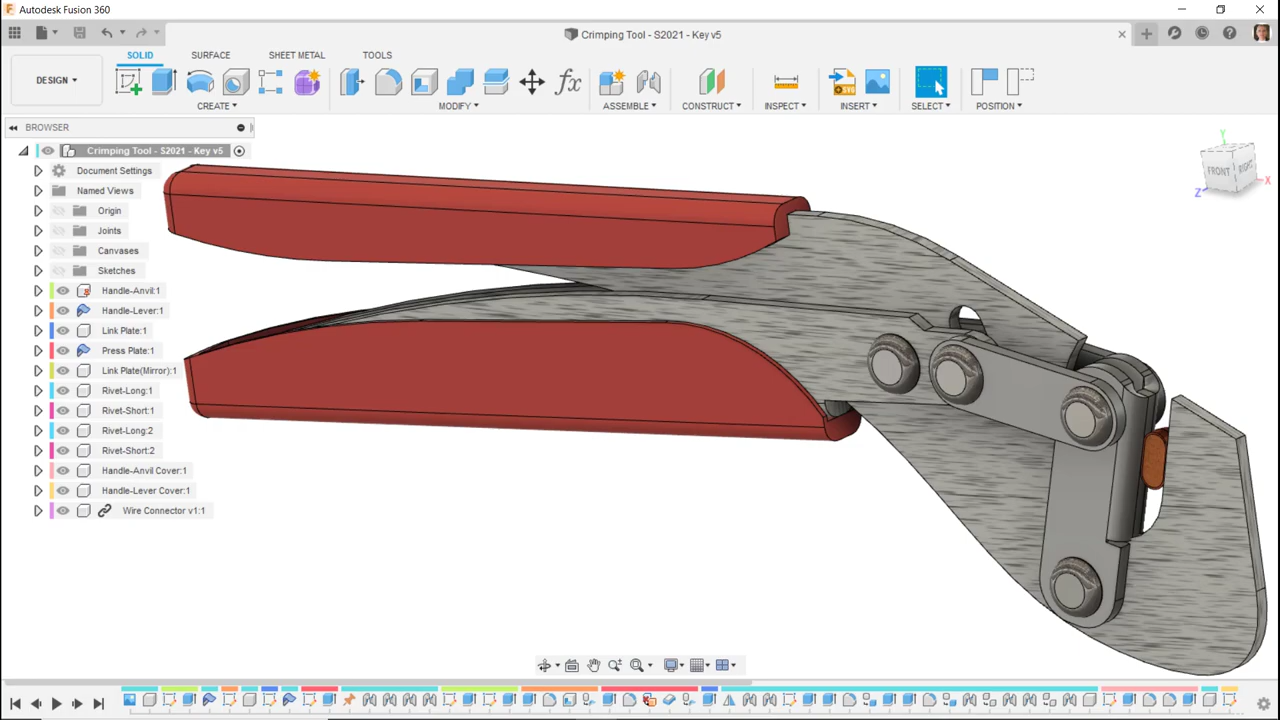 Autodesk Fusion 360
Crimping Tool - S2021 - Key v5
SOLID SURFACE SHEET METAL TOOLS
DESIGN
fx
SVG
CREATE MODIFY ASSEMBLE CONSTRUCT INSPECT INSERT SELECT POSITION
BROWSER
Crimping Tool - S2021 - Key v5
Document Settings
Named Views
Origin
Joints
Canvases
Sketches
Handle-Anvil:1
Handle-Lever:1
Link Plate:1
Press Plate:1
Link Plate(Mirror):1
Rivet-Long:1
Rivet-Short:1
Rivet-Long:2
Rivet-Short:2
Handle-Anvil Cover:1
Handle-Lever Cover:1
Wire Connector v1:1
Y
FRONT RIGHT
X
Z